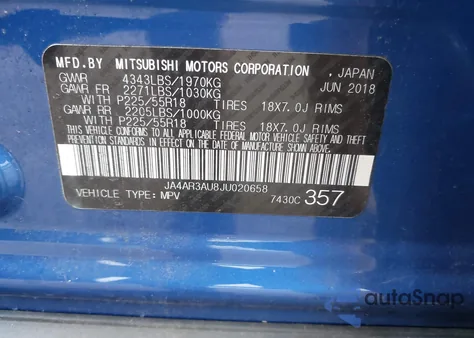 MFD.BY MITSUBISHI MOTORS CORPORATION , JAPAN
GVWR 4343LBS/1970KG JUN 2018
GAWR FR 2271LBS/1030KG
WITH P225/55R18 TIRES 18X7.0J RIMS
GAWR RR 2205LBS/1000KG
WITH P225/55R18 TIRES 18X7.0J RIMS
THIS VEHICLE CONFORMS TO ALL APPLICABLE FEDERAL MOTOR VEHICLE SAFETY AND THEFT
PREVENTION STANDARDS IN EFFECT ON THE DATE OF MANUFACTURE SHOWN ABOVE.
JA4AR3AU8JU020658
VEHICLE TYPE: MPV 7430C 357
autoSnap